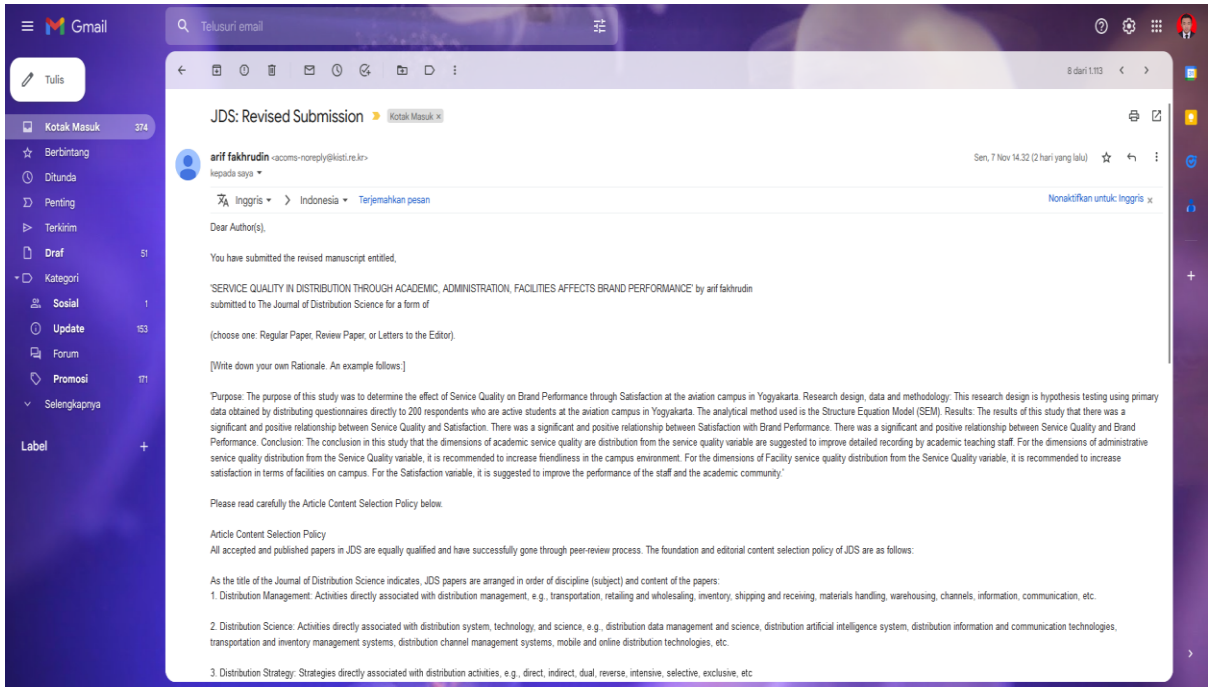 Gmail
Telusuri email
Tulis
8 dari 1.113
Kotak Masuk 374
Berbintang
Ditunda
Penting
Terkirim
Draf 51
Kategori
Sosial 1
Update 153
Forum
Promosi 171
Selengkapnya
Label
JDS: Revised Submission Kotak Masuk ×
arif fakhrudin <acoms-noreply@kisti.re.kr>
Sen, 7 Nov 14.32 (2 hari yang lalu)
kepada saya
Inggris > Indonesia Terjemahkan pesan
Nonaktifkan untuk: Inggris x
Dear Author(s),
You have submitted the revised manuscript entitled,
'SERVICE QUALITY IN DISTRIBUTION THROUGH ACADEMIC, ADMINISTRATION, FACILITIES AFFECTS BRAND PERFORMANCE' by arif fakhrudin
submitted to The Journal of Distribution Science for a form of
(choose one: Regular Paper, Review Paper, or Letters to the Editor).
[Write down your own Rationale. An example follows:]
'Purpose: The purpose of this study was to determine the effect of Service Quality on Brand Performance through Satisfaction at the aviation campus in Yogyakarta. Research design, data and methodology: This research design is hypothesis testing using primary
data obtained by distributing questionnaires directly to 200 respondents who are active students at the aviation campus in Yogyakarta. The analytical method used is the Structure Equation Model (SEM). Results: The results of this study that there was a
significant and positive relationship between Service Quality and Satisfaction. There was a significant and positive relationship between Satisfaction with Brand Performance. There was a significant and positive relationship between Service Quality and Brand
Performance. Conclusion: The conclusion in this study that the dimensions of academic service quality are distribution from the service quality variable are suggested to improve detailed recording by academic teaching staff. For the dimensions of administrative
service quality distribution from the Service Quality variable, it is recommended to increase friendliness in the campus environment. For the dimensions of Facility service quality distribution from the Service Quality variable, it is recommended to increase
satisfaction in terms of facilities on campus. For the Satisfaction variable, it is suggested to improve the performance of the staff and the academic community.'
Please read carefully the Article Content Selection Policy below.
Article Content Selection Policy
All accepted and published papers in JDS are equally qualified and have successfully gone through peer-review process. The foundation and editorial content selection policy of JDS are as follows:
As the title of the Journal of Distribution Science indicates, JDS papers are arranged in order of discipline (subject) and content of the papers:
1. Distribution Management: Activities directly associated with distribution management, e.g., transportation, retailing and wholesaling, inventory, shipping and receiving, materials handling, warehousing, channels, information, communication, etc.
2. Distribution Science: Activities directly associated with distribution system, technology, and science, e.g., distribution data management and science, distribution artificial intelligence system, distribution information and communication technologies,
transportation and inventory management systems, distribution channel management systems, mobile and online distribution technologies, etc.
3. Distribution Strategy: Strategies directly associated with distribution activities, e.g., direct, indirect, dual, reverse, intensive, selective, exclusive, etc